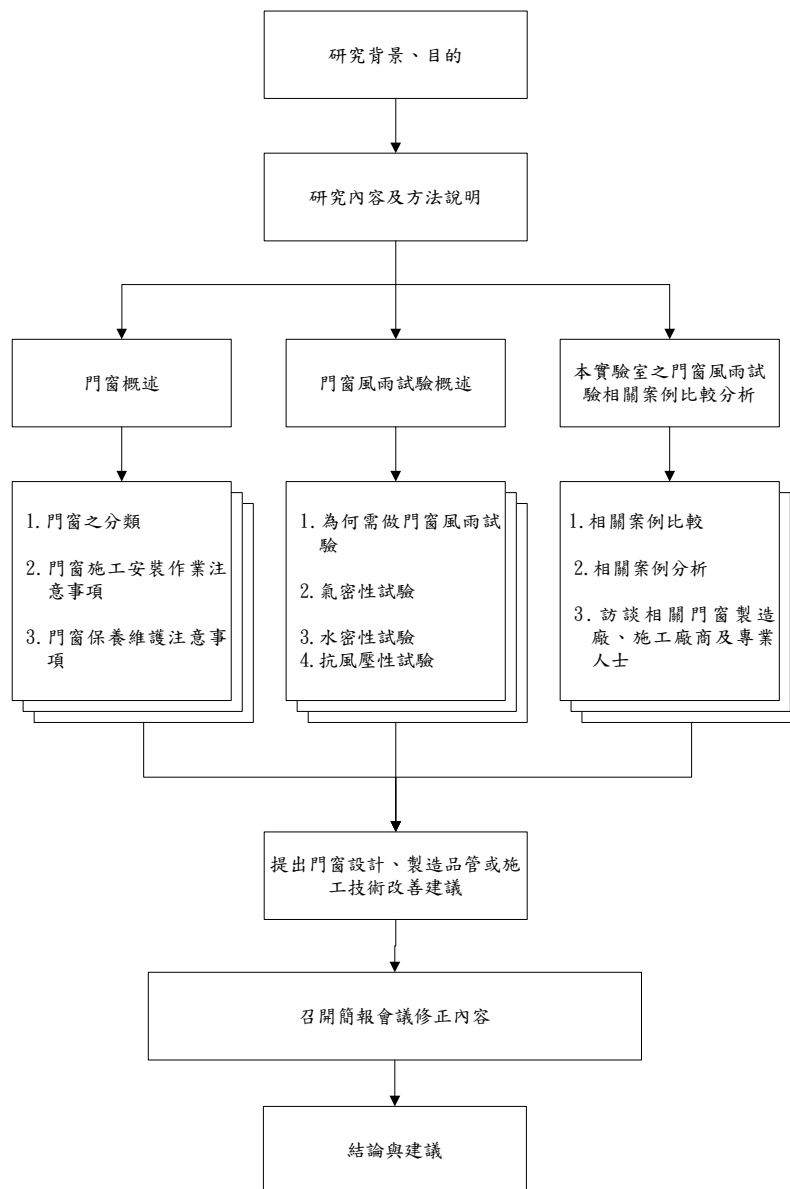 研究背景、目的
研究內容及方法說明
門窗概述
門窗風雨試驗概述
本實驗室之門窗風雨試
驗相關案例比較分析
1. 門窗之分類
2. 門窗施工安裝作業注
意事項
3. 門窗保養維護注意事
項
1. 為何需做門窗風雨試
驗
2. 氣密性試驗
3. 水密性試驗
4. 抗風壓性試驗
1. 相關案例比較
2. 相關案例分析
3. 訪談相關門窗製造
廠、施工廠商及專業
人士
提出門窗設計、製造品管或施
工技術改善建議
召開簡報會議修正內容
結論與建議